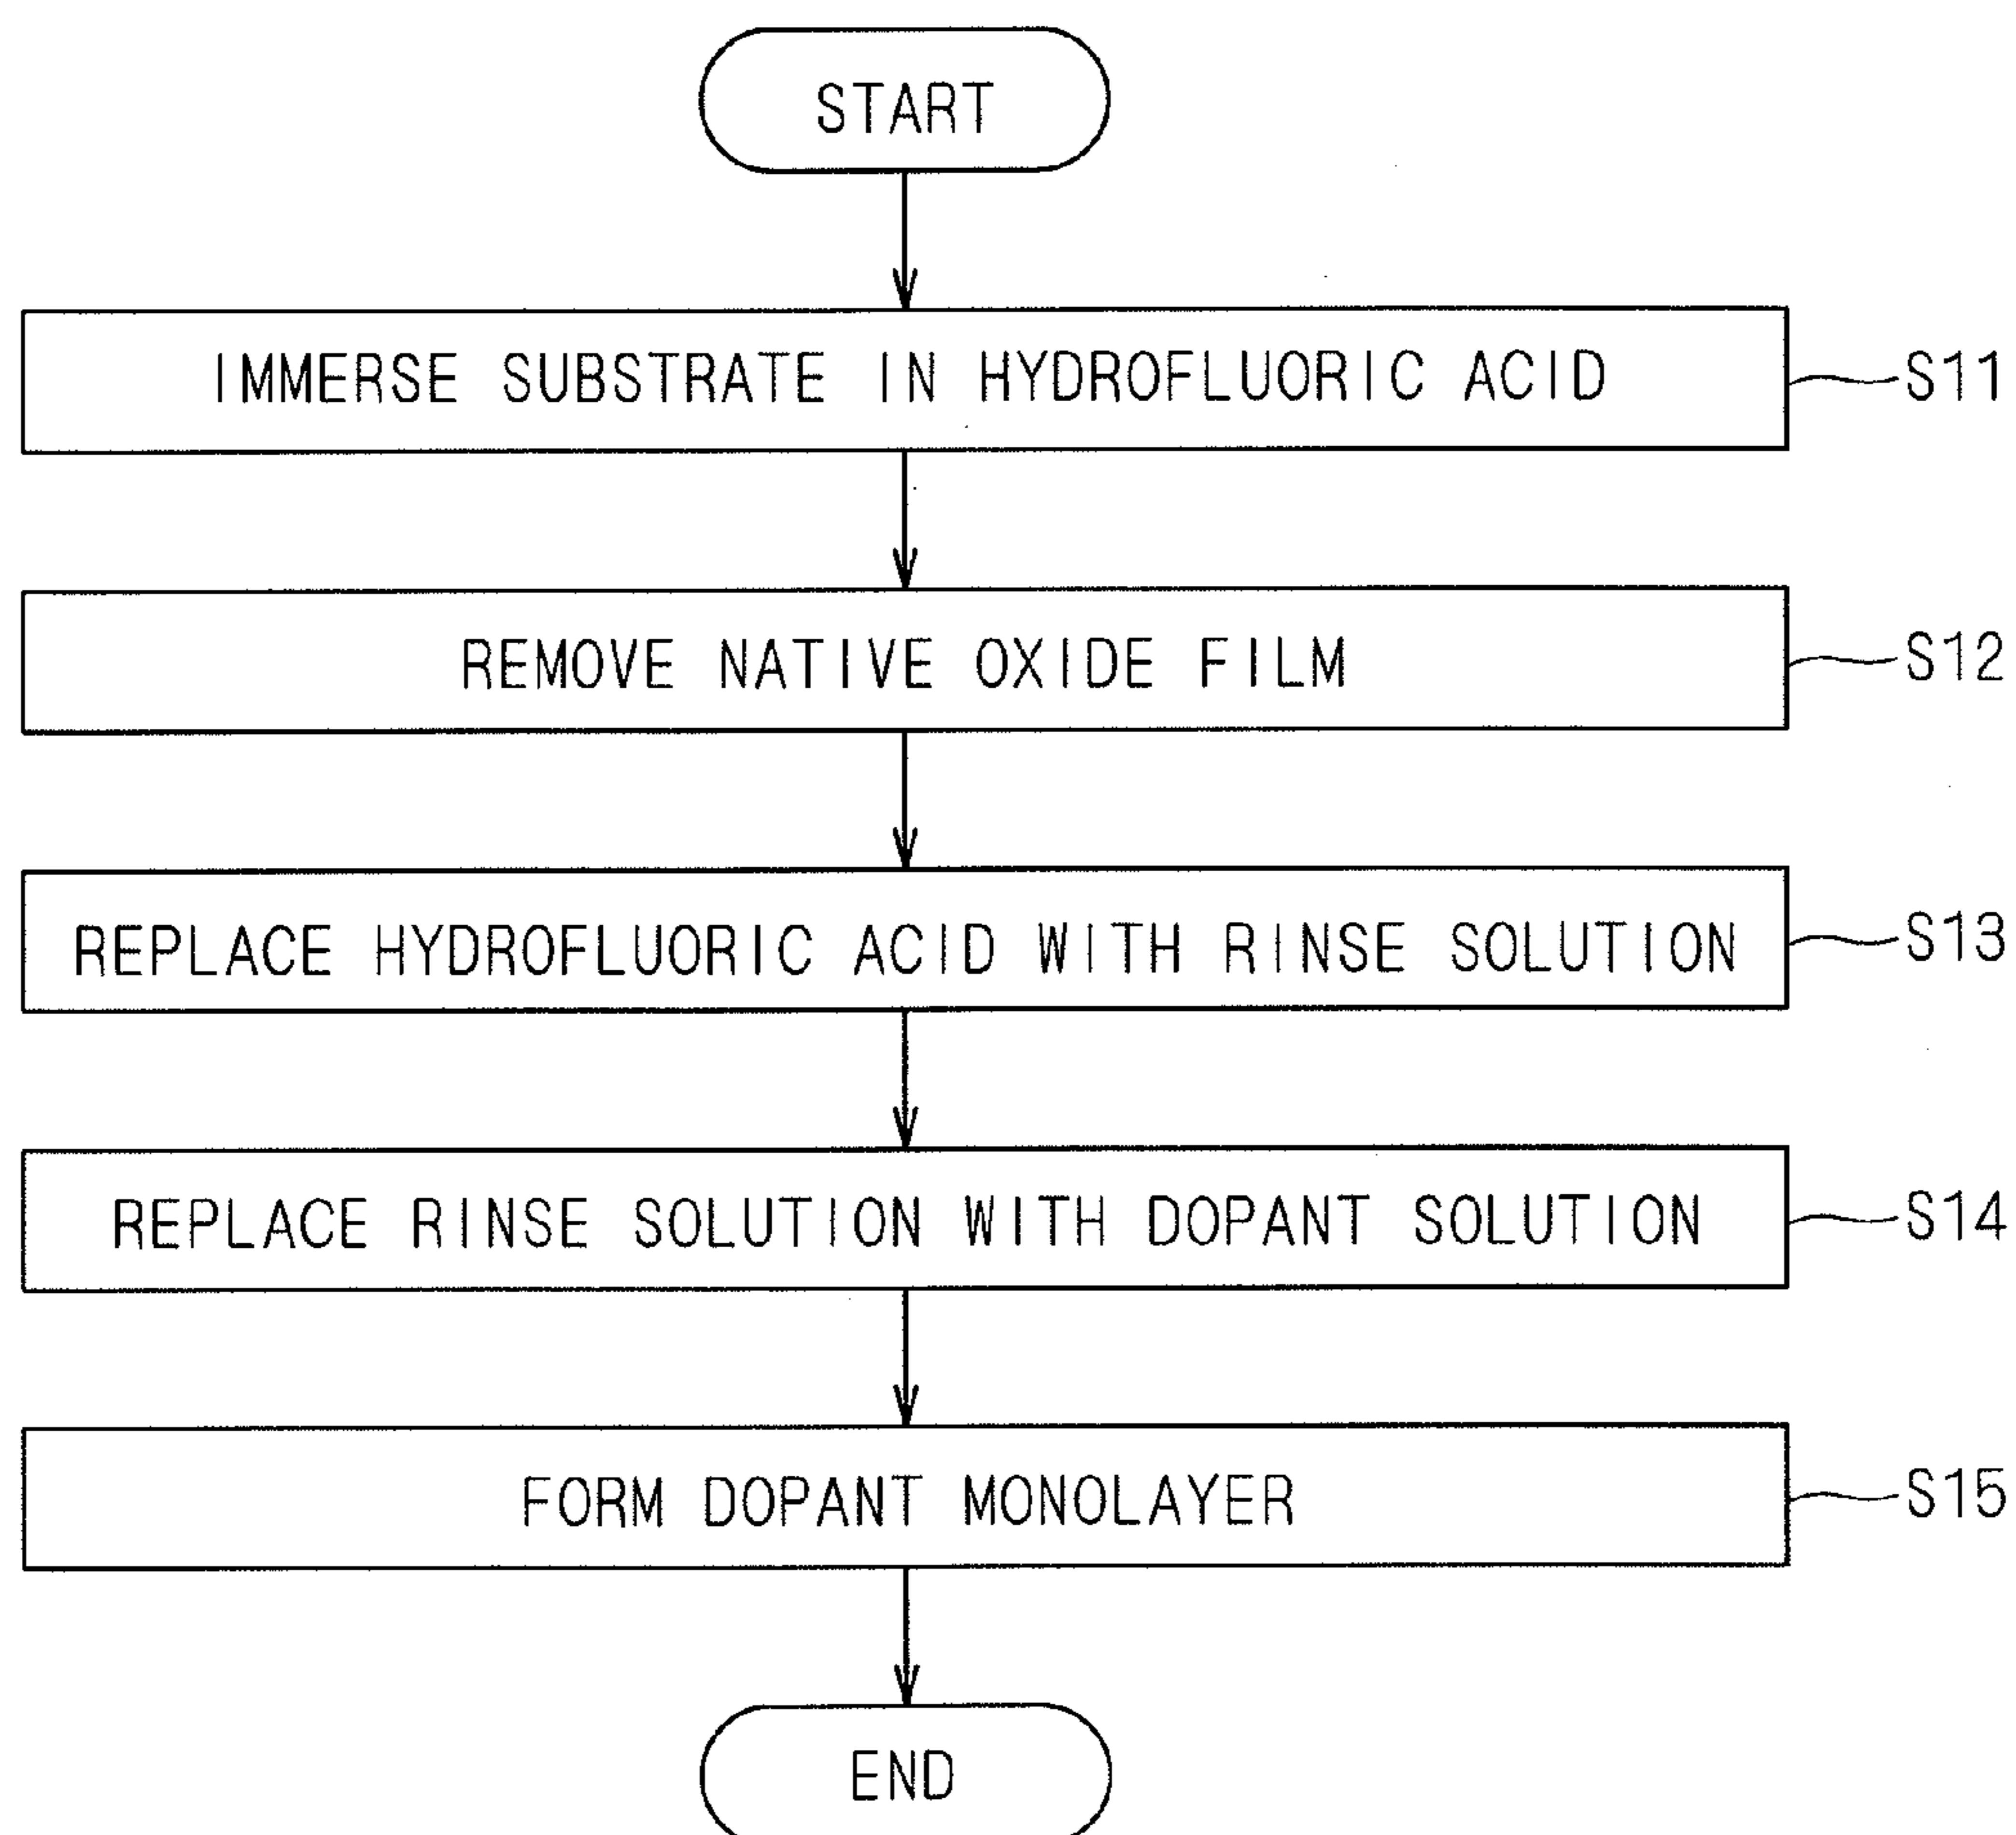 START
IMMERSE SUBSTRATE IN HYDROFLUORIC ACID
S11
REMOVE NATIVE OXIDE FILM
S12
REPLACE HYDROFLUORIC ACID WITH RINSE SOLUTION
S13
REPLACE RINSE SOLUTION WITH DOPANT SOLUTION
S14
FORM DOPANT MONOLAYER
S15
END